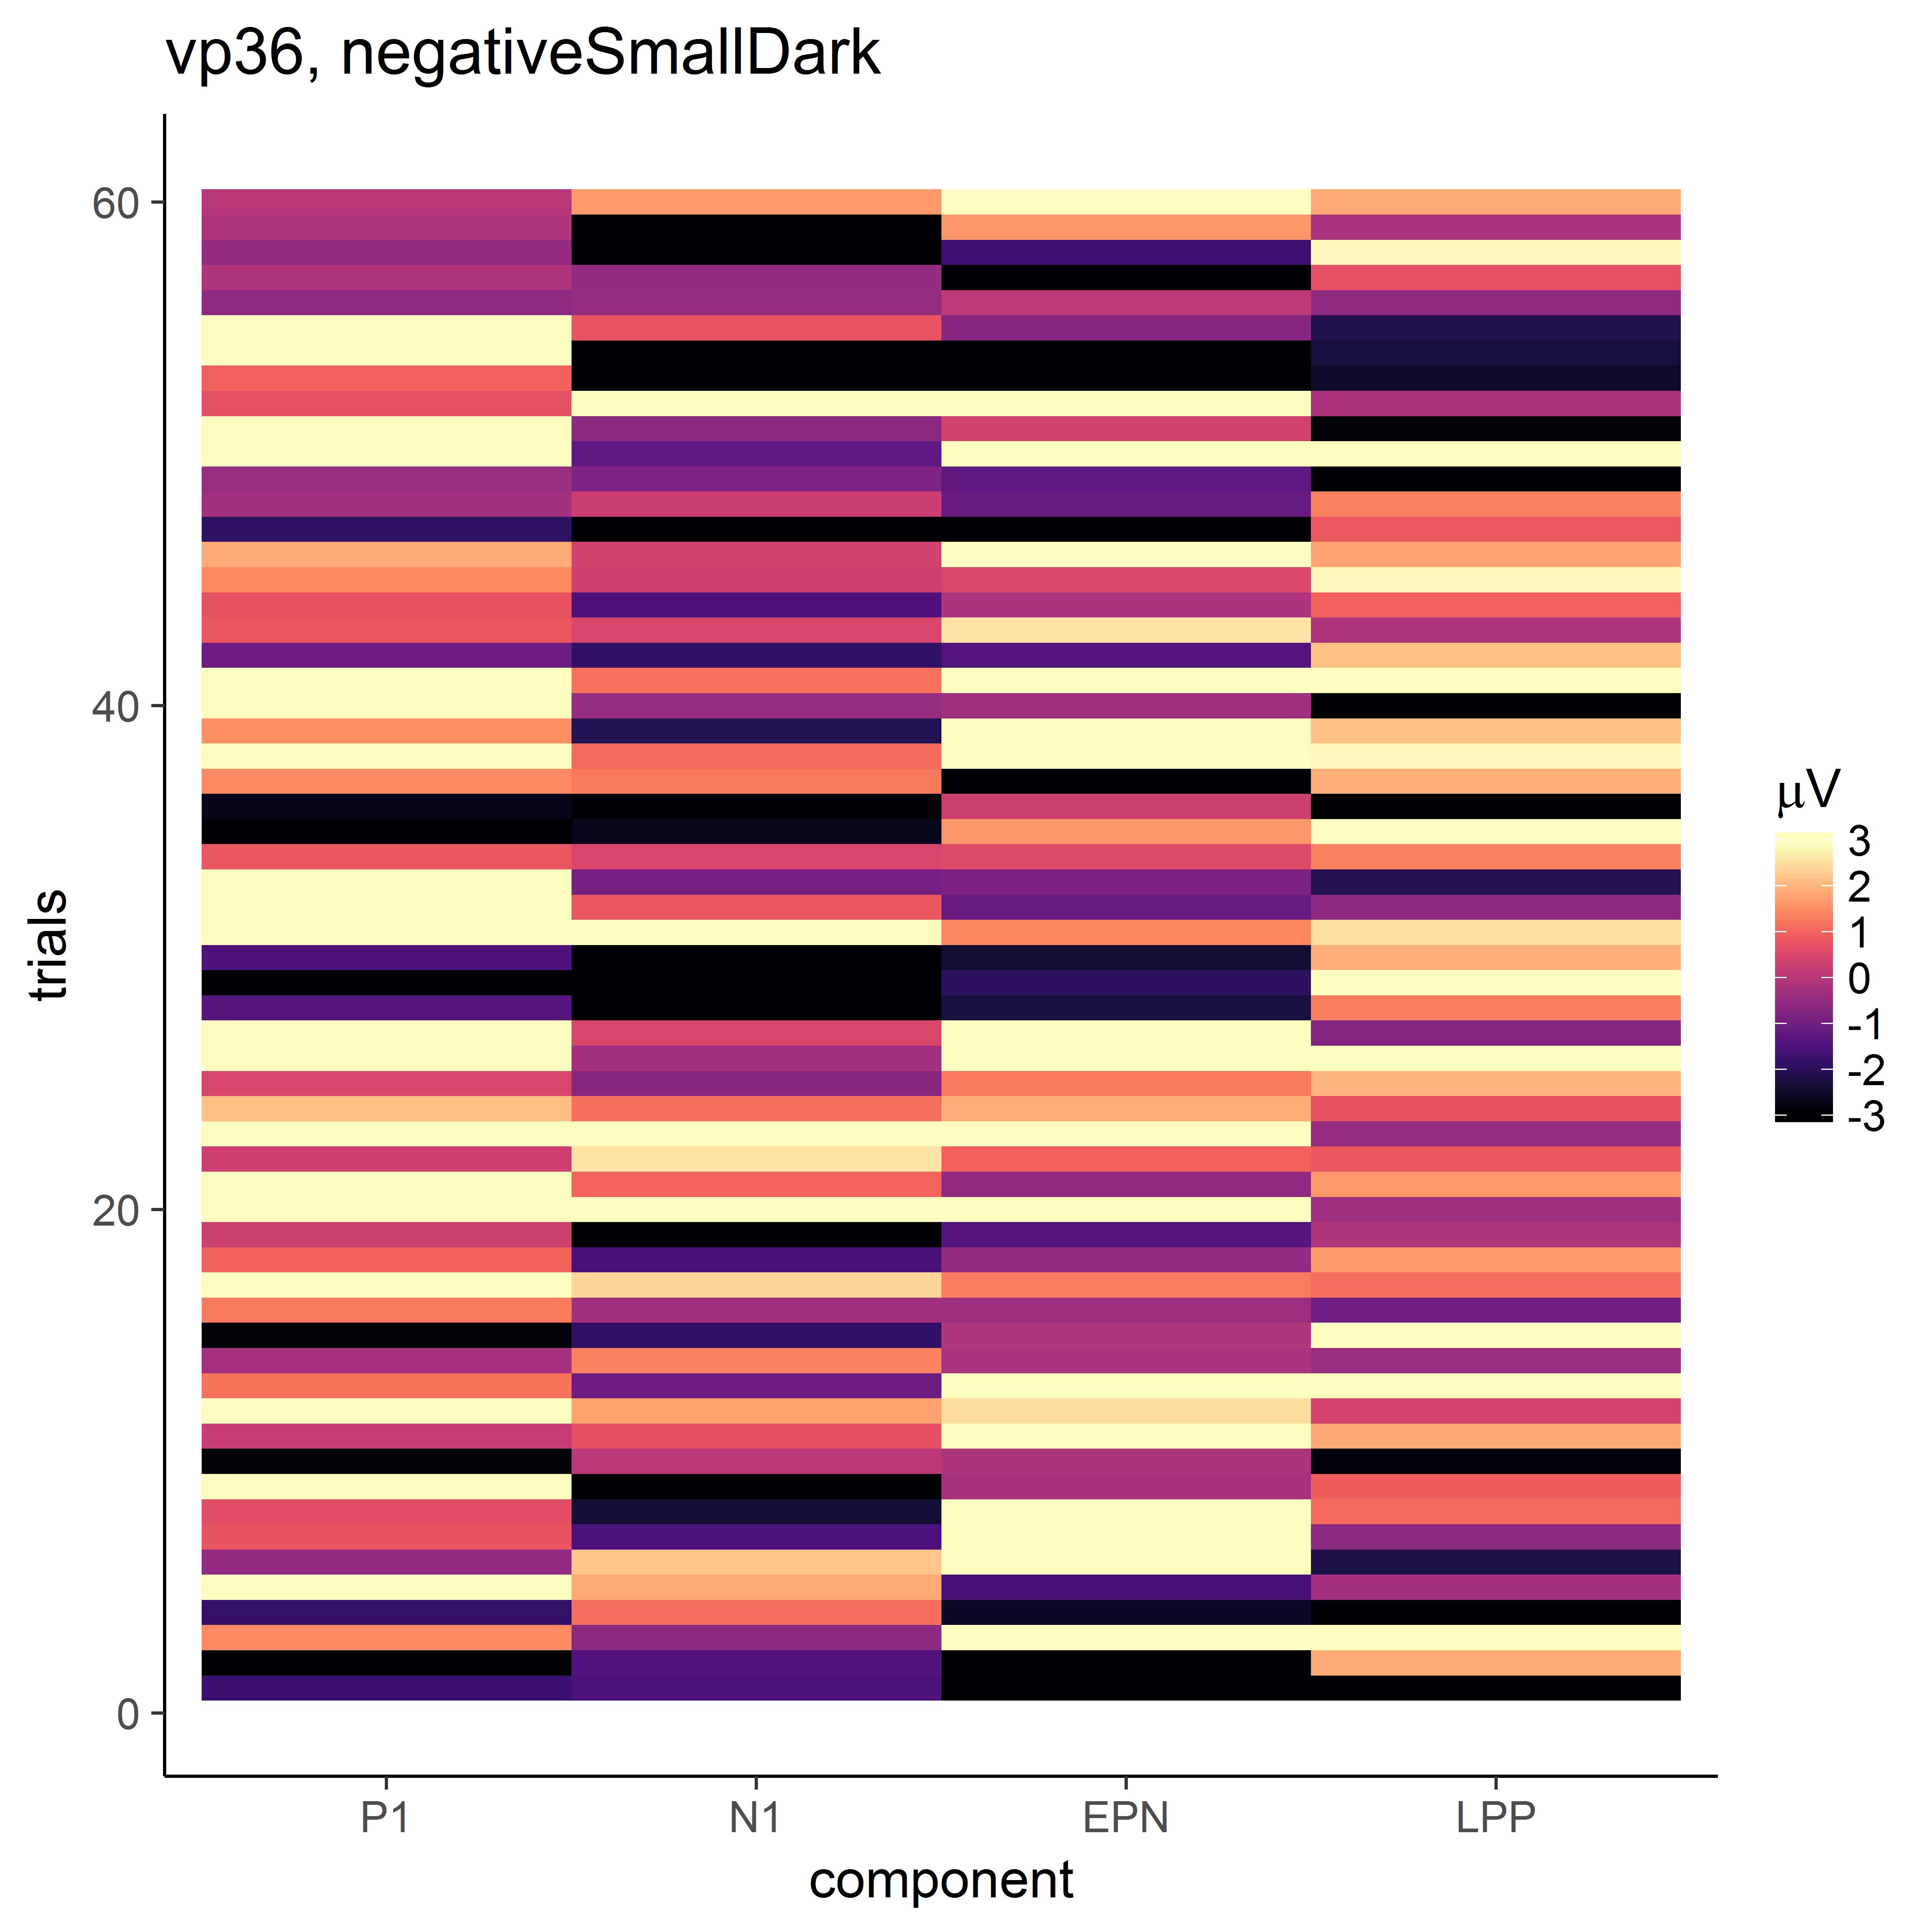 vp36, negativeSmallDark
60
40
20
0
trials
P1 N1 EPN LPP
component
μV
3
2
1
0
-1
-2
-3